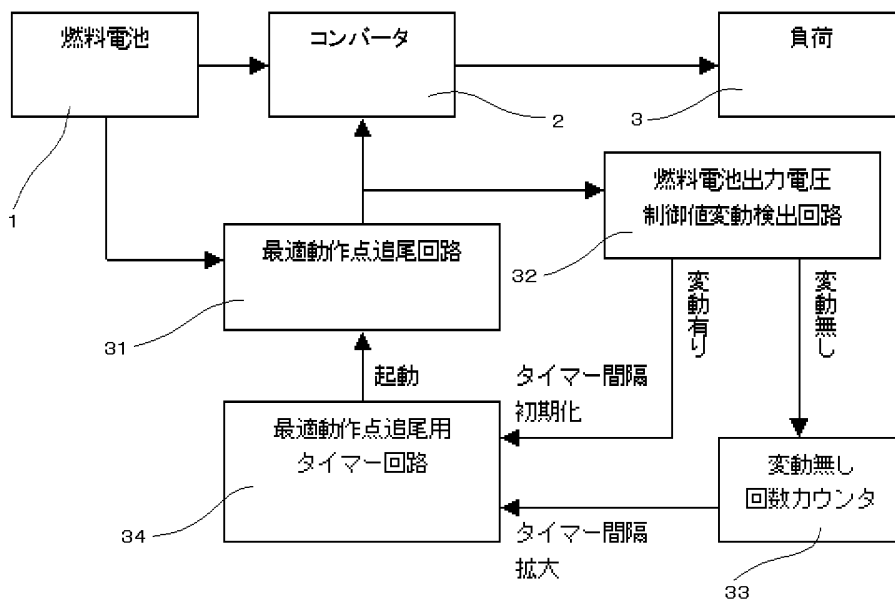 燃料電池
コンバータ
負荷
1
2
3
燃料電池出力電圧
制御値変動検出回路
最適動作点追尾回路
32
変動有り
変動無し
31
起動
タイマー間隔
初期化
最適動作点追尾用
タイマー回路
変動無し
回数カウンタ
34
タイマー間隔
拡大
33